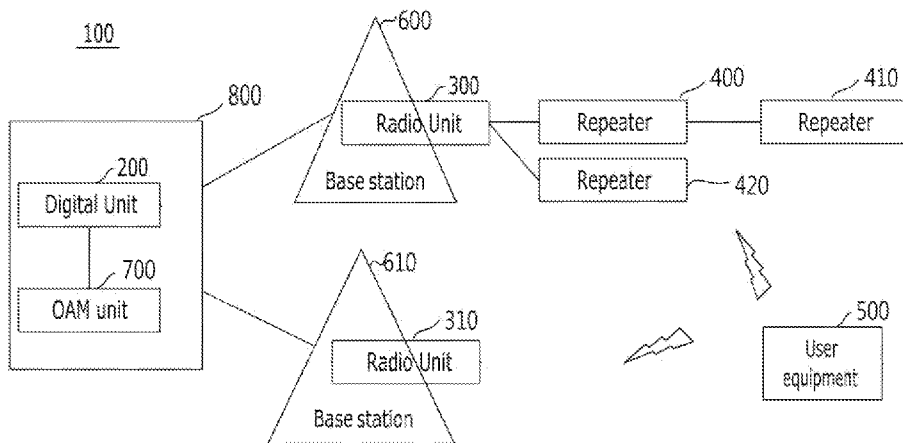 100
600
800
300
400
410
Radio Unit
Repeater
Repeater
200
Base station
Repeater
420
Digital Unit
700
610
OAM unit
310
500
Radio Unit
User
equipment
Base station